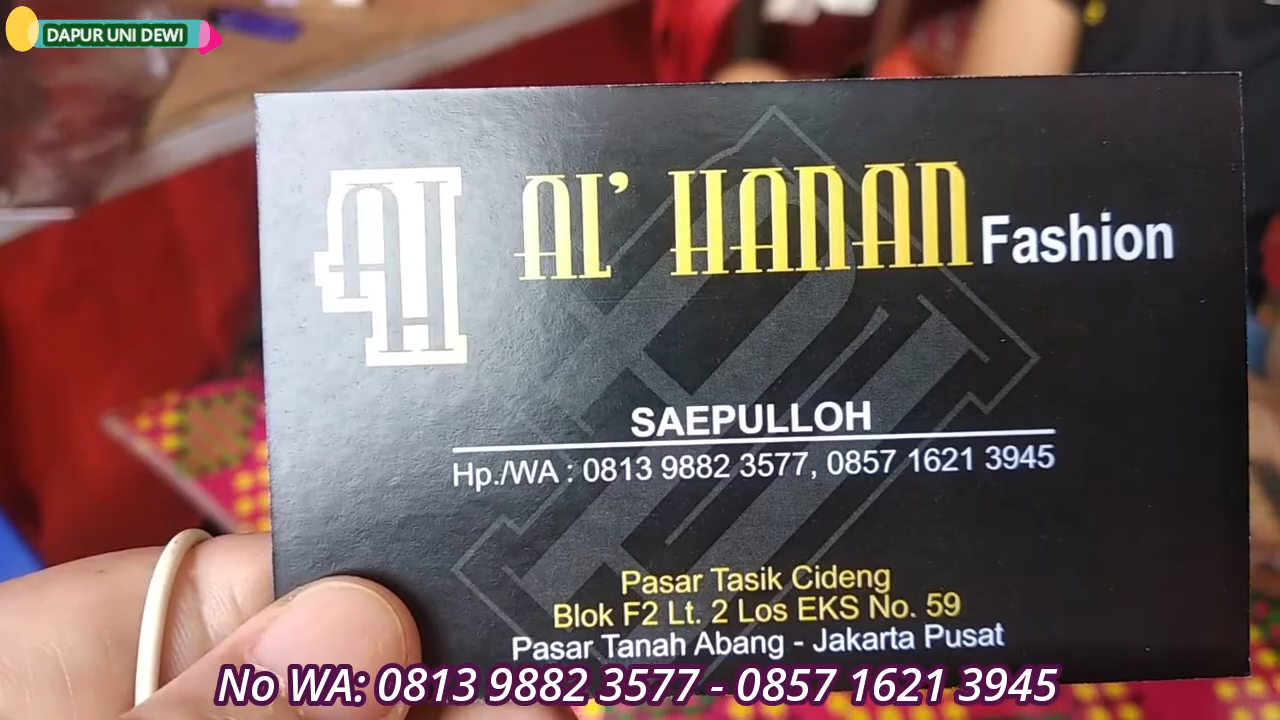 DAPUR UNI DEWI
AH
AL' HANAN Fashion
SAEPULLOH
Hp./WA : 0813 9882 3577, 0857 1621 3945
Pasar Tasik Cideng
Blok F2 Lt. 2 Los EKS No. 59
Pasar Tanah Abang - Jakarta Pusat
No WA: 0813 9882 3577 - 0857 1621 3945